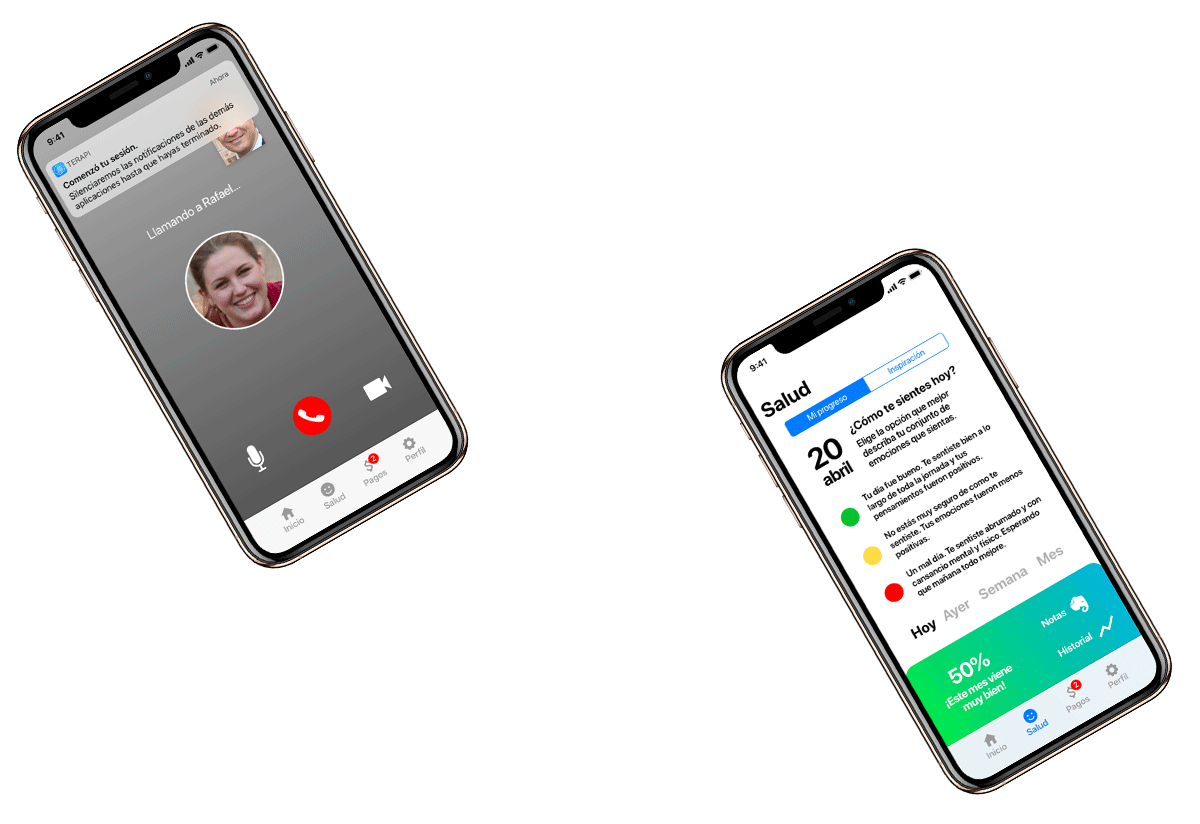 9:41
TERAPI
Ahora
Comenzó tu sesión.
Silenciaremos las notificaciones de las demás
aplicaciones hasta que hayas terminado.
Llamando a Rafael...
Inicio
Salud
2
Pagos
Perfil
9:41
Salud
Mi progreso
Inspiración
20
abril
¿Cómo te sientes hoy?
Elige la opción que mejor
describa tu conjunto de
emociones que sientas.
Tu día fue bueno. Te sentiste bien a lo
largo de toda la jornada y tus
pensamientos fueron positivos.
No estás muy seguro de como te
sentiste. Tus emociones fueron menos
positivas.
Un mal día. Te sentiste abrumado y con
cansancio mental y físico. Esperando
que mañana todo mejore.
Hoy
Ayer
Semana
Mes
50%
¡Este mes viene
muy bien!
Notas
Historial
Inicio
Salud
2
Pagos
Perfil